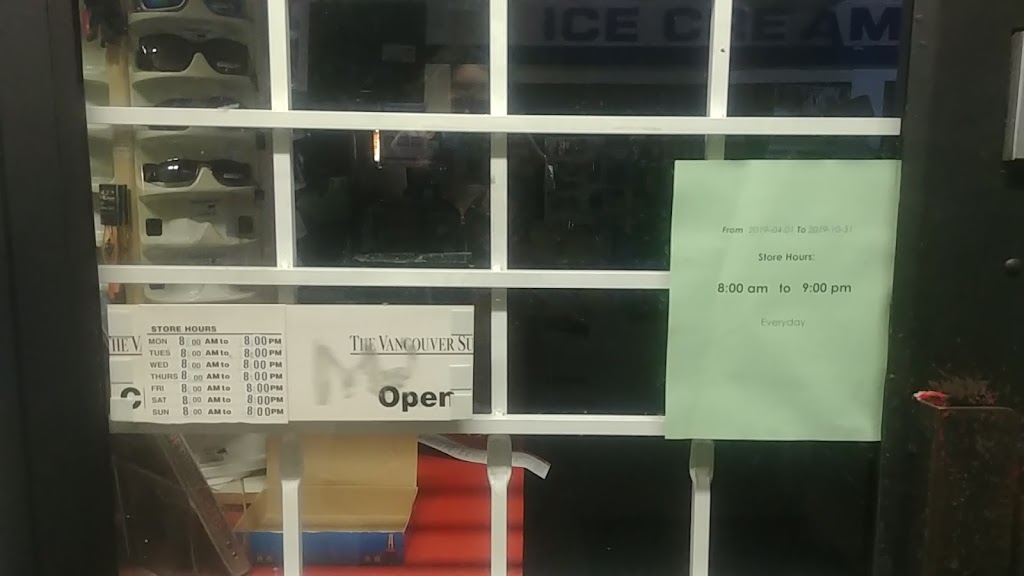 ICE CREAM
From 2019-04-01 To 2019-10-31
Store Hours:
8:00 am to 9:00 pm
Everyday
STORE HOURS
MON 8:00 AM to 8:00 PM
TUES 8:00 AM to 8:00 PM
WED 8:00 AM to 8:00 PM
THURS 8:00 AM to 8:00 PM
FRI 8:00 AM to 8:00 PM
SAT 8:00 AM to 8:00 PM
SUN 8:00 AM to 8:00 PM
THE VANCOUVER SU
Open